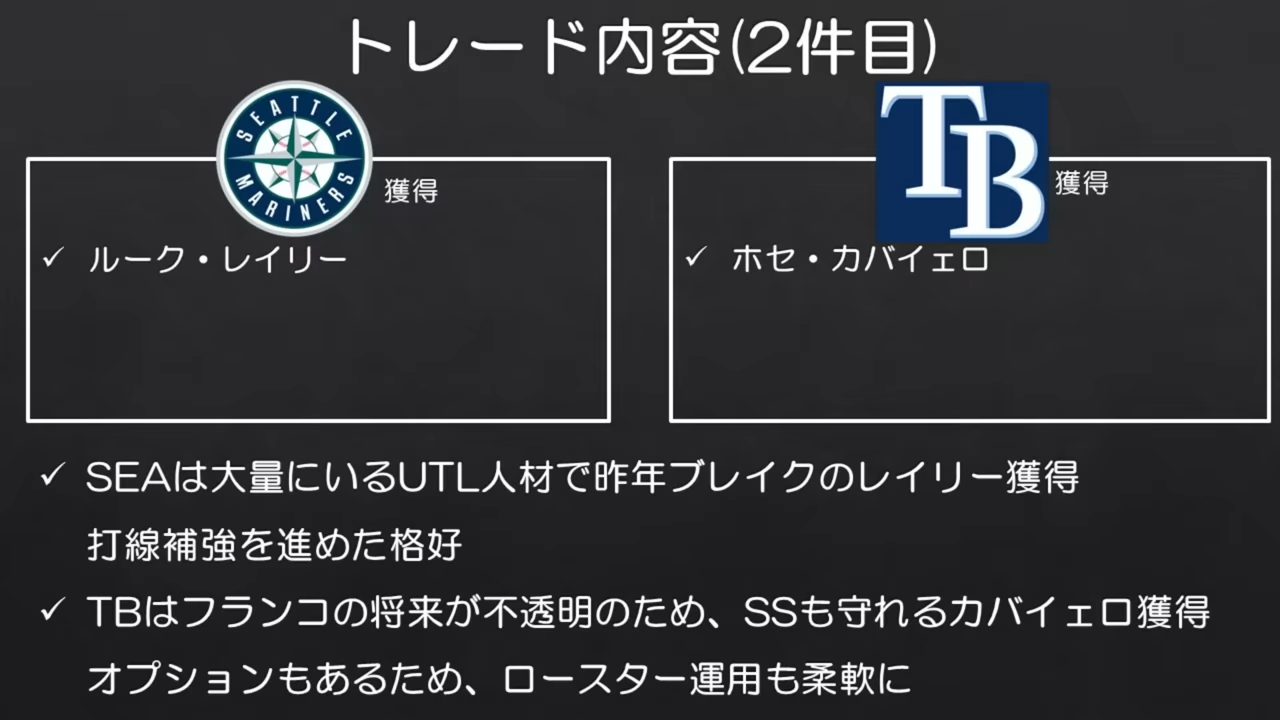 トレード内容(2件目)
SEATTLE
MARINERS
獲得
✓ ルーク・レイリー
TB
獲得
✓ ホセ・カバイェロ
✓ SEAは大量にいるUTL人材で昨年ブレイクのレイリー獲得
打線補強を進めた格好
✓ TBはフランコの将来が不透明のため、SSも守れるカバイェロ獲得
オプションもあるため、ロースター運用も柔軟に